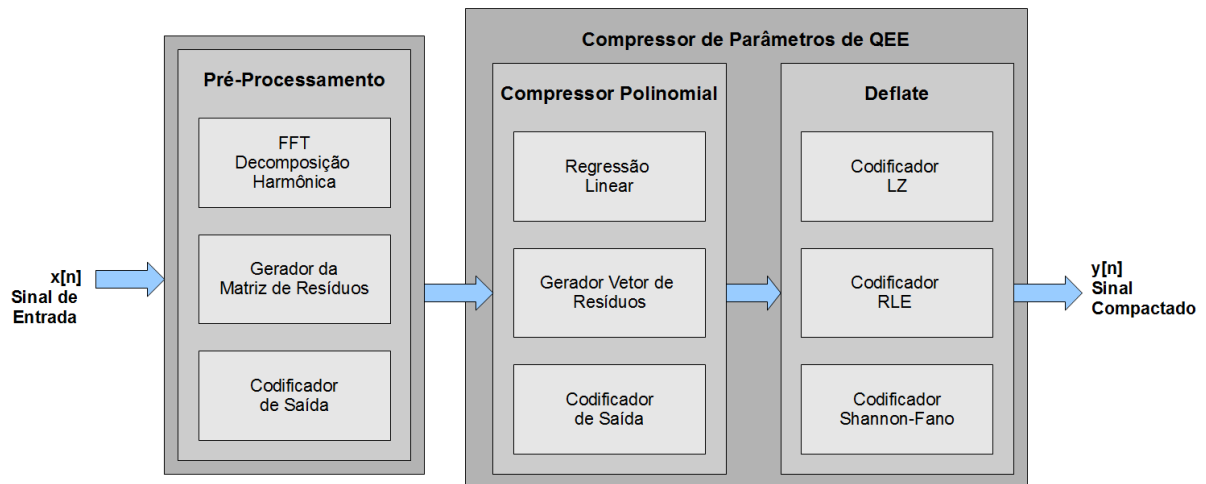 x[n]
Sinal de
Entrada
Pré-Processamento
FFT
Decomposição
Harmônica
Gerador da
Matriz de Resíduos
Codificador
de Saída
Compressor de Parâmetros de QEE
Compressor Polinomial
Regressão
Linear
Gerador Vetor de
Resíduos
Codificador
de Saída
Deflate
Codificador
LZ
Codificador
RLE
Codificador
Shannon-Fano
y[n]
Sinal
Compactado